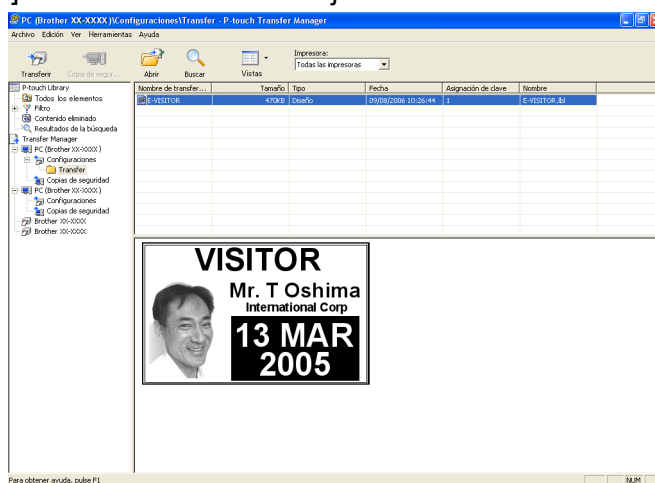 PC (Brother XX-XXXX )\Configuraciones\Transfer - P-touch Transfer Manager
Archivo Edición Ver Herramientas Ayuda
Transferir Copia de segur... Abrir Buscar Vistas
Impresora:
Todas las impresoras
P-touch Library
Todos los elementos
Filtro
Contenido eliminado
Resultados de la búsqueda
Transfer Manager
PC (Brother XX-XXXX )
Configuraciones
Transfer
Copias de seguridad
PC (Brother XX-XXXX )
Configuraciones
Copias de seguridad
Brother XX-XXXX
Brother XX-XXXX
Nombre de transfer... Tamaño Tipo Fecha Asignación de clave Nombre
E-VISITOR 470KB Diseño 09/08/2006 10:26:44 1 E-VISITOR.lbl
VISITOR
Mr. T Oshima
International Corp
13 MAR
2005
Para obtener ayuda, pulse F1
NUM